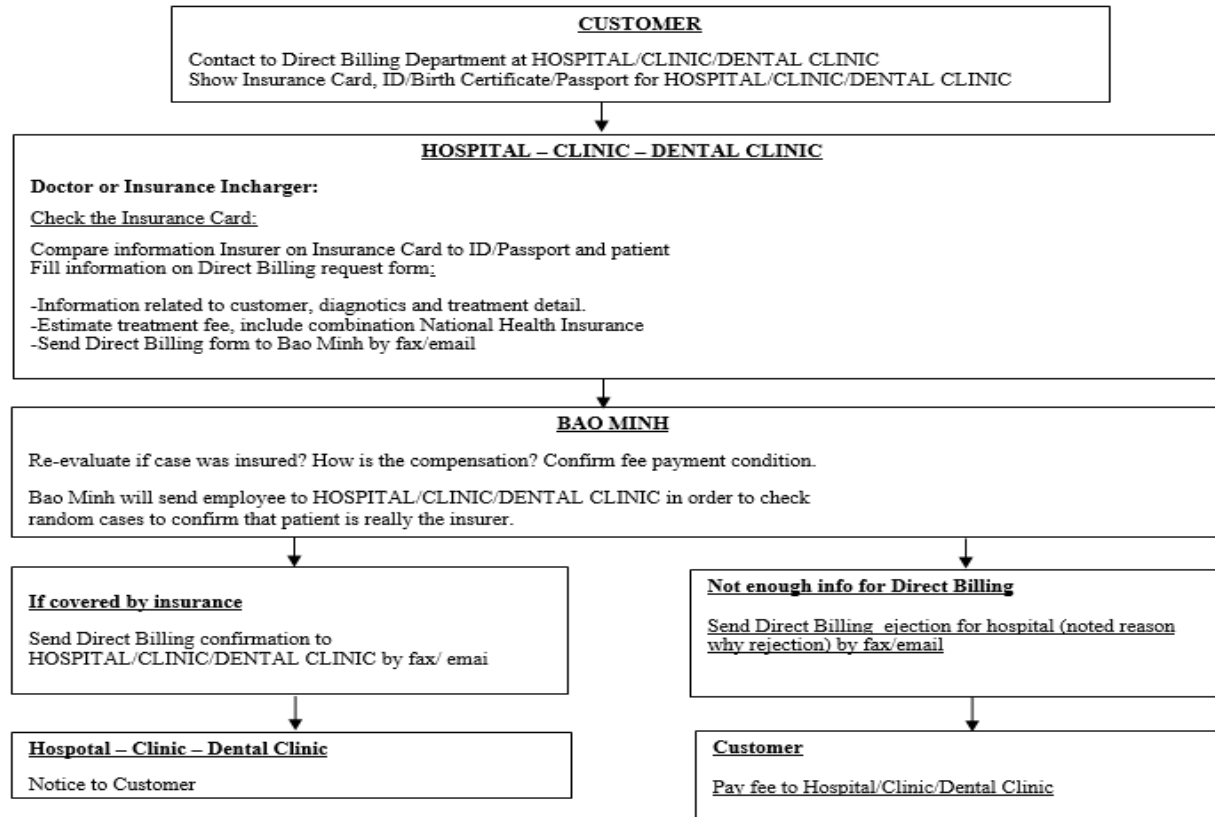 CUSTOMER
Contact to Direct Billing Department at HOSPITAL/CLINIC/DENTAL CLINIC
Show Insurance Card, ID/Birth Certificate/Passport for HOSPITAL/CLINIC/DENTAL CLINIC
HOSPITAL – CLINIC – DENTAL CLINIC
Doctor or Insurance Incharger:
Check the Insurance Card:
Compare information Insurer on Insurance Card to ID/Passport and patient
Fill information on Direct Billing request form:
-Information related to customer, diagnotics and treatment detail.
-Estimate treatment fee, include combination National Health Insurance
-Send Direct Billing form to Bao Minh by fax/email
BAO MINH
Re-evaluate if case was insured? How is the compensation? Confirm fee payment condition.
Bao Minh will send employee to HOSPITAL/CLINIC/DENTAL CLINIC in order to check
random cases to confirm that patient is really the insurer.
If covered by insurance
Send Direct Billing confirmation to
HOSPITAL/CLINIC/DENTAL CLINIC by fax/ emai
Not enough info for Direct Billing
Send Direct Billing  ejection for hospital (noted reason
why rejection) by fax/email
Hospotal – Clinic – Dental Clinic
Notice to Customer
Customer
Pay fee to Hospital/Clinic/Dental Clinic